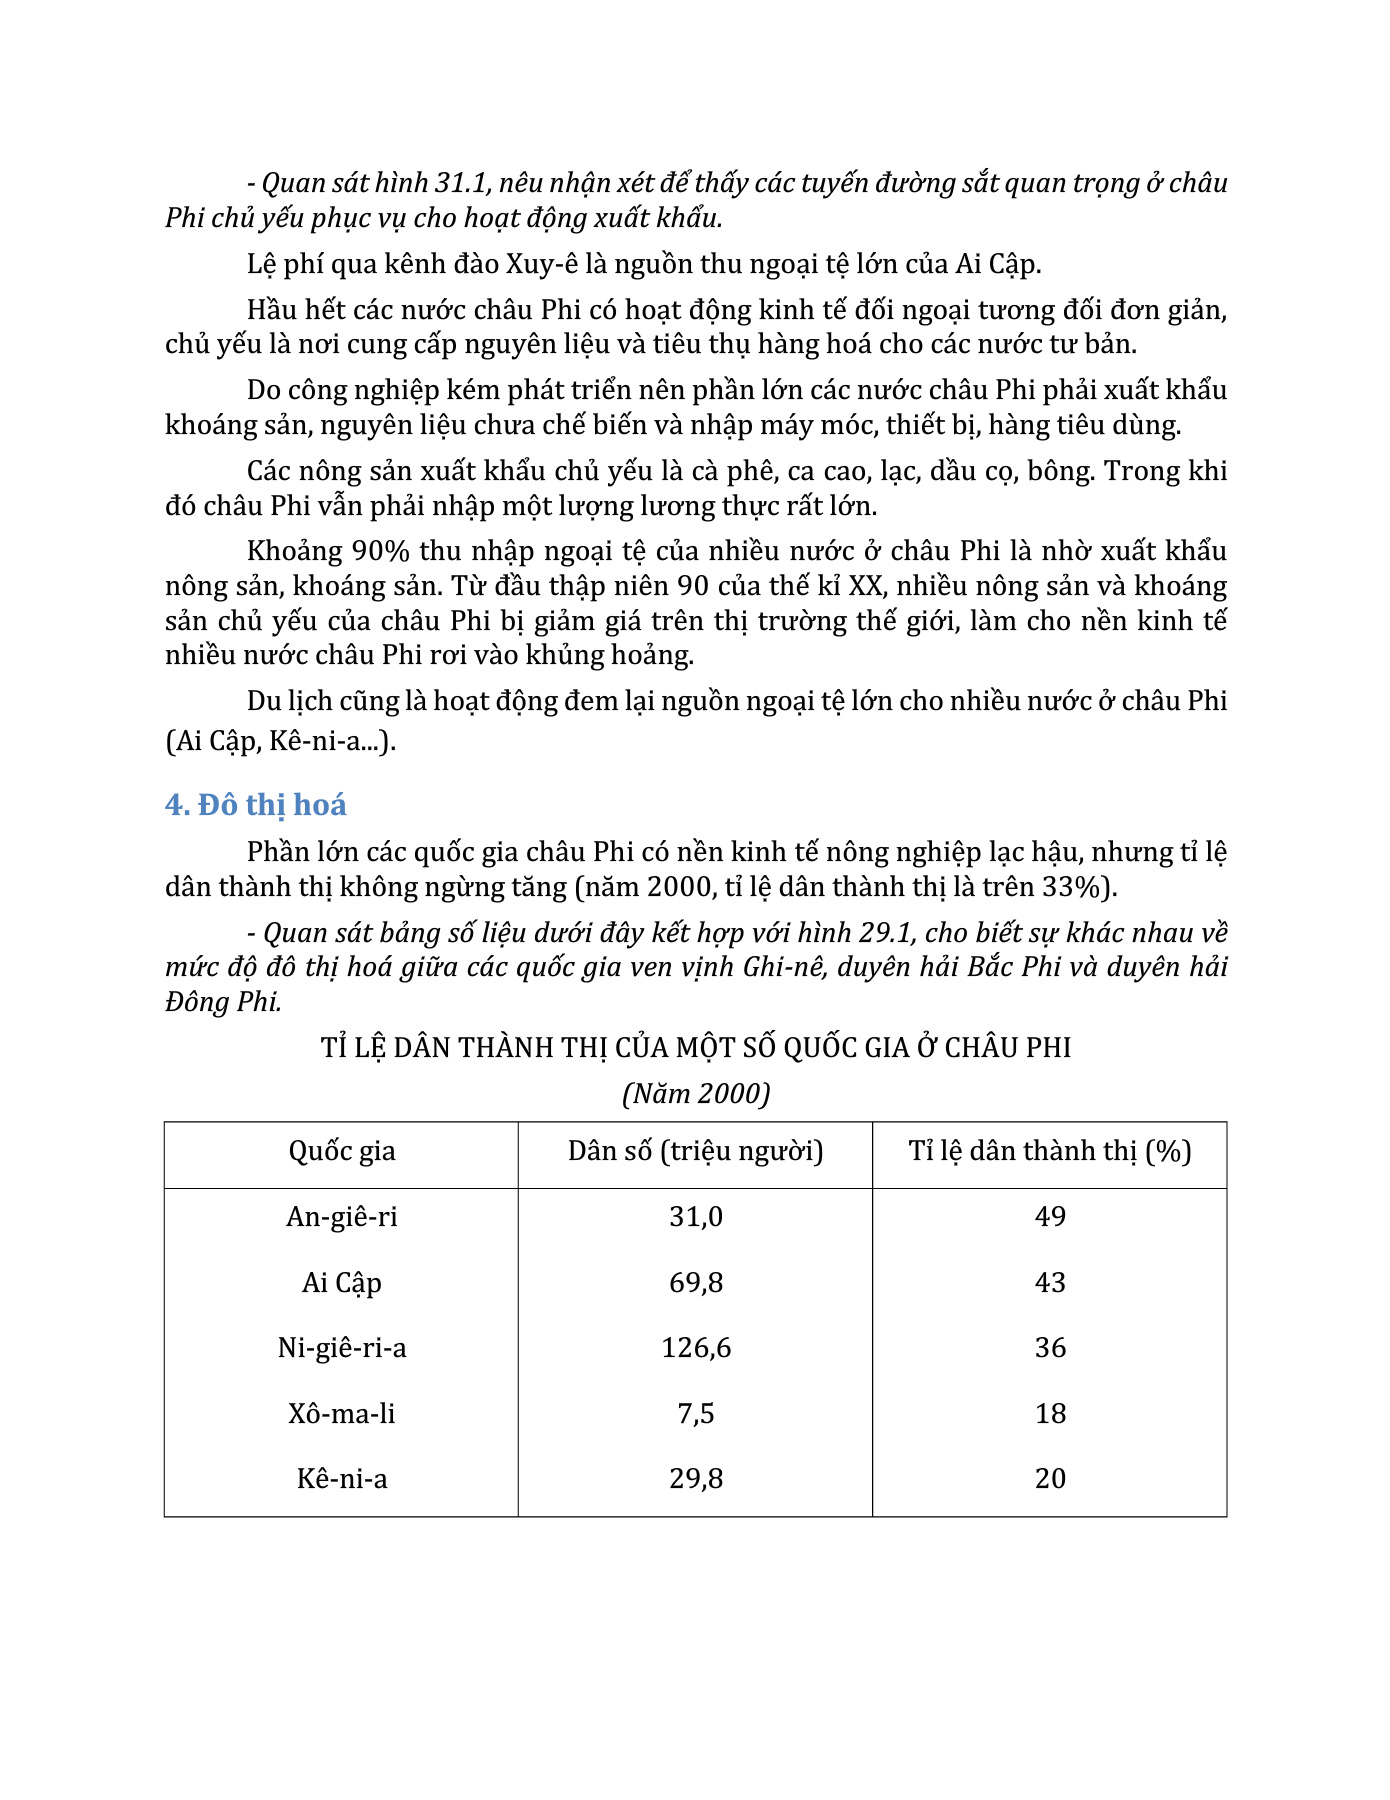 - Quan sát hình 31.1, nêu nhận xét để thấy các tuyến đường sắt quan trọng ở châu
Phi chủ yếu phục vụ cho hoạt động xuất khẩu.
Lệ phí qua kênh đào Xuy-ê là nguồn thu ngoại tệ lớn của Ai Cập.
Hầu hết các nước châu Phi có hoạt động kinh tế đối ngoại tương đối đơn giản,
chủ yếu là nơi cung cấp nguyên liệu và tiêu thụ hàng hoá cho các nước tư bản.
Do công nghiệp kém phát triển nên phần lớn các nước châu Phi phải xuất khẩu
khoáng sản, nguyên liệu chưa chế biến và nhập máy móc, thiết bị, hàng tiêu dùng.
Các nông sản xuất khẩu chủ yếu là cà phê, ca cao, lạc, dầu cọ, bông. Trong khi
đó châu Phi vẫn phải nhập một lượng lương thực rất lớn.
Khoảng 90% thu nhập ngoại tệ của nhiều nước ở châu Phi là nhờ xuất khẩu
nông sản, khoáng sản. Từ đầu thập niên 90 của thế kỉ XX, nhiều nông sản và khoáng
sản chủ yếu của châu Phi bị giảm giá trên thị trường thế giới, làm cho nền kinh tế
nhiều nước châu Phi rơi vào khủng hoảng.
Du lịch cũng là hoạt động đem lại nguồn ngoại tệ lớn cho nhiều nước ở châu Phi
(Ai Cập, Kê-ni-a...).
4. Đô thị hoá
Phần lớn các quốc gia châu Phi có nền kinh tế nông nghiệp lạc hậu, nhưng tỉ lệ
dân thành thị không ngừng tăng (năm 2000, tỉ lệ dân thành thị là trên 33%).
- Quan sát bảng số liệu dưới đây kết hợp với hình 29.1, cho biết sự khác nhau về
mức độ đô thị hoá giữa các quốc gia ven vịnh Ghi-nê, duyên hải Bắc Phi và duyên hải
Đông Phi.
TỈ LỆ DÂN THÀNH THỊ CỦA MỘT SỐ QUỐC GIA Ở CHÂU PHI
(Năm 2000)
Quốc gia Dân số (triệu người) Tỉ lệ dân thành thị (%)
An-giê-ri 31,0 49
Ai Cập 69,8 43
Ni-giê-ri-a 126,6 36
Xô-ma-li 7,5 18
Kê-ni-a 29,8 20